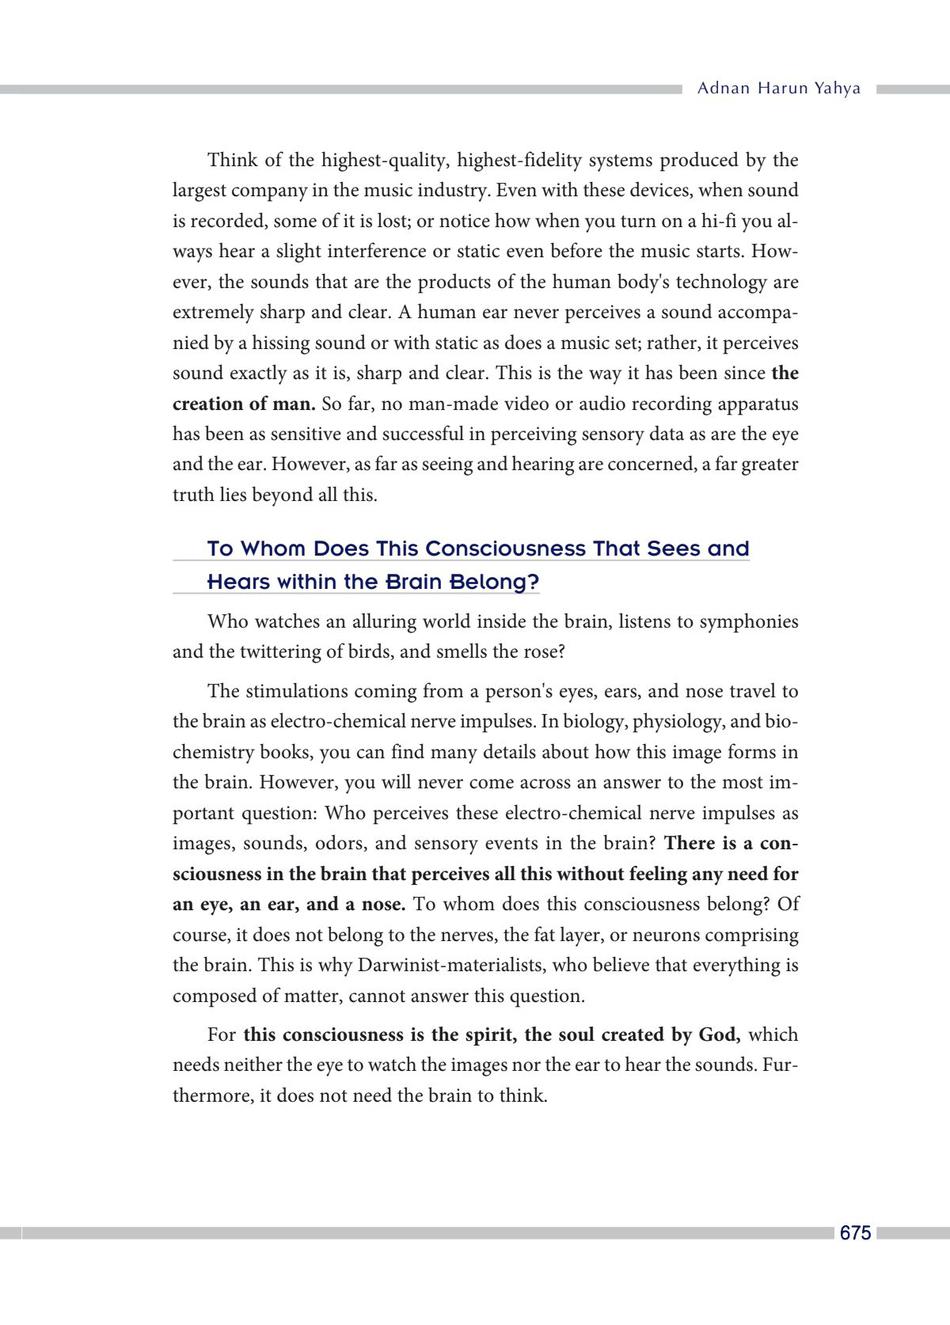 Adnan Harun Yahya
Think of the highest-quality, highest-fidelity systems produced by the
largest company in the music industry. Even with these devices, when sound
is recorded, some of it is lost; or notice how when you turn on a hi-fi you al-
ways hear a slight interference or static even before the music starts. How-
ever, the sounds that are the products of the human body's technology are
extremely sharp and clear. A human ear never perceives a sound accompa-
nied by a hissing sound or with static as does a music set; rather, it perceives
sound exactly as it is, sharp and clear. This is the way it has been since the
creation of man. So far, no man-made video or audio recording apparatus
has been as sensitive and successful in perceiving sensory data as are the eye
and the ear. However, as far as seeing and hearing are concerned, a far greater
truth lies beyond all this.
To Whom Does This Consciousness That Sees and
Hears within the Brain Belong?
Who watches an alluring world inside the brain, listens to symphonies
and the twittering of birds, and smells the rose?
The stimulations coming from a person's eyes, ears, and nose travel to
the brain as electro-chemical nerve impulses. In biology, physiology, and bio-
chemistry books, you can find many details about how this image forms in
the brain. However, you will never come across an answer to the most im-
portant question: Who perceives these electro-chemical nerve impulses as
images, sounds, odors, and sensory events in the brain? There is a con-
sciousness in the brain that perceives all this without feeling any need for
an eye, an ear, and a nose. To whom does this consciousness belong? Of
course, it does not belong to the nerves, the fat layer, or neurons comprising
the brain. This is why Darwinist-materialists, who believe that everything is
composed of matter, cannot answer this question.
For this consciousness is the spirit, the soul created by God, which
needs neither the eye to watch the images nor the ear to hear the sounds. Fur-
thermore, it does not need the brain to think.
675